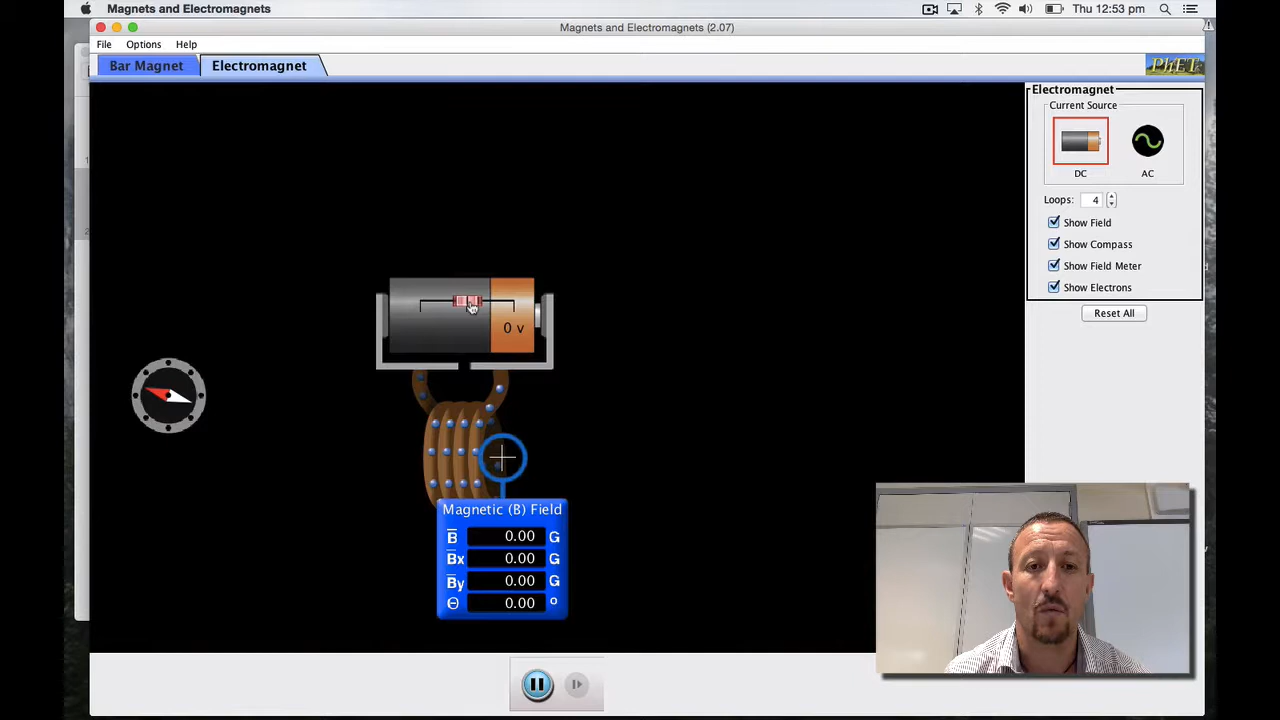 Magnets and Electromagnets
Thu 12:53 pm
Magnets and Electromagnets (2.07)
File Options Help
Bar Magnet Electromagnet
PhET
Electromagnet
Current Source
DC AC
Loops: 4
Show Field
Show Compass
Show Field Meter
Show Electrons
Reset All
0 v
Magnetic (B) Field
B 0.00 G
Bx 0.00 G
By 0.00 G
Θ 0.00 o